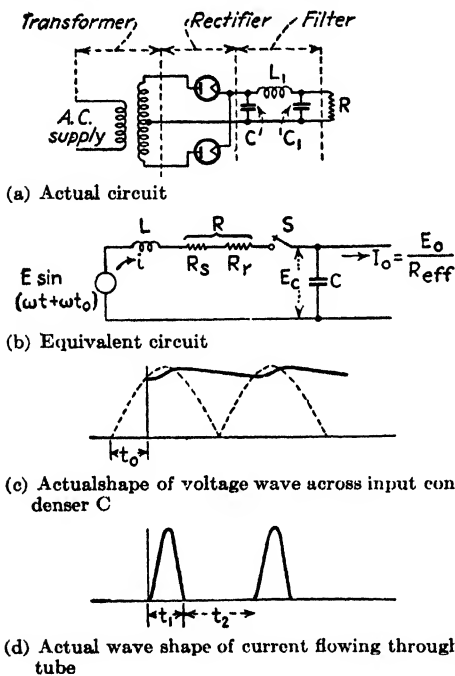 Transformer Rectifier Filter
A.C. supply
L1
C
C1
R
(a) Actual circuit
L
R
S
Rs
Rr
i
E sin (ωt+ωt₀)
Ec
C
I₀ = E₀ / Reff
(b) Equivalent circuit
t₀
(c) Actualshape of voltage wave across input con
denser C
t₁ t₂
(d) Actual wave shape of current flowing through
tube